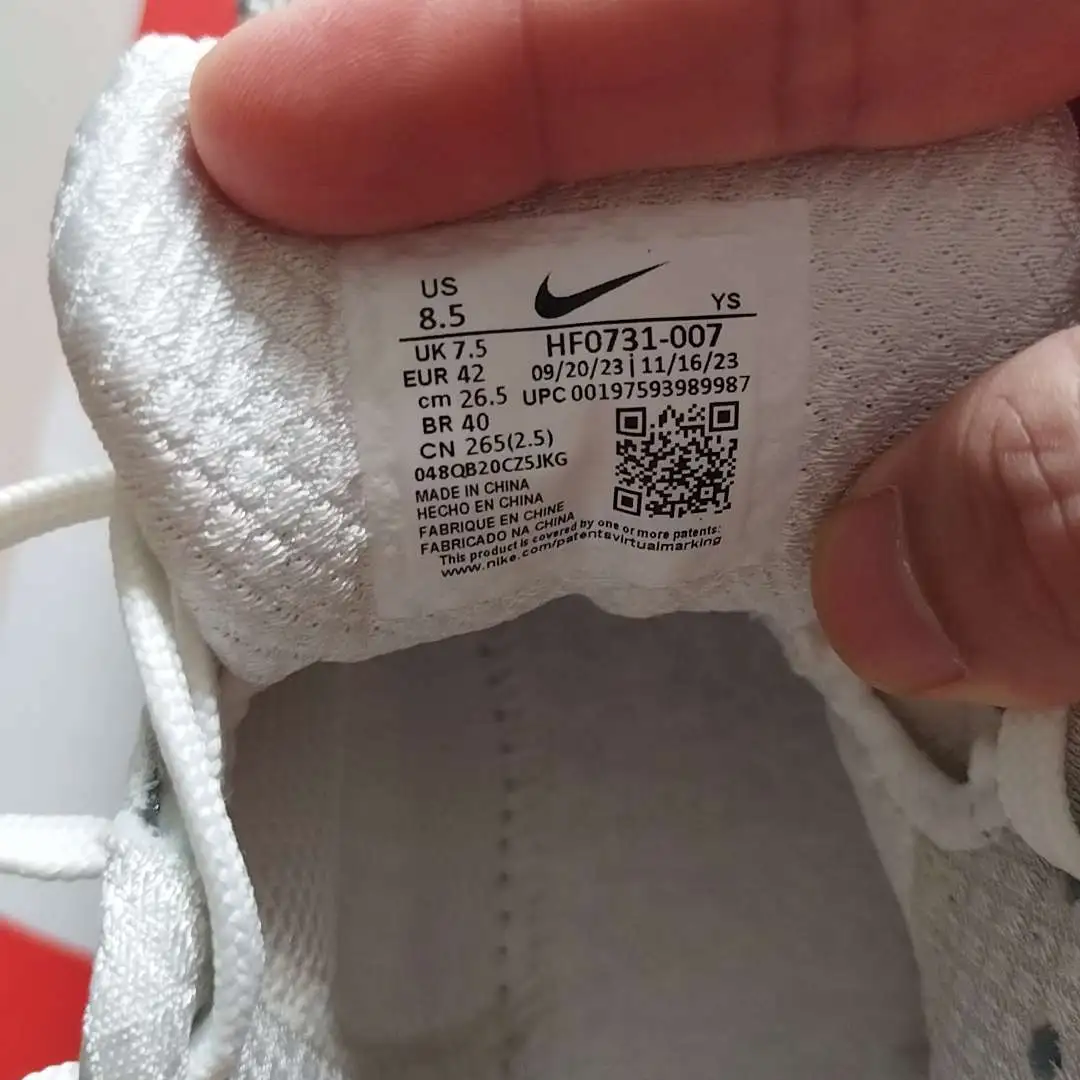 US
8.5
YS
UK 7.5
EUR 42
cm 26.5
BR 40
CN 265(2.5)
048QB20CZ5JKG
HF0731-007
09/20/23 | 11/16/23
UPC 00197593989987
MADE IN CHINA
HECHO EN CHINA
FABRIQUE EN CHINE
FABRICADO NA CHINA
This product is covered by one or more patents:
www.nike.com/patentsvirtualmarking